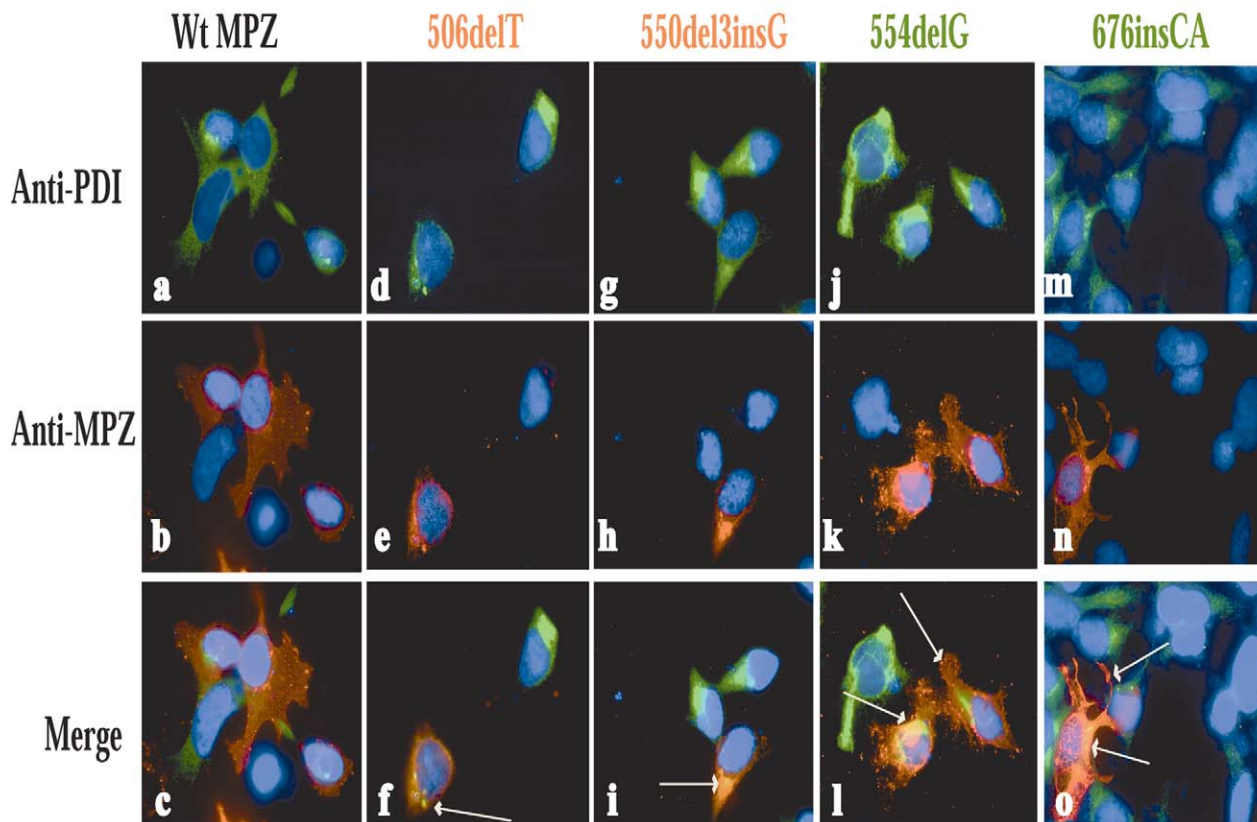 Wt MPZ 506delT 550del3insG 554delG 676insCA
Anti-PDI
a d g j m
Anti-MPZ
b e h k n
Merge
c f i l o